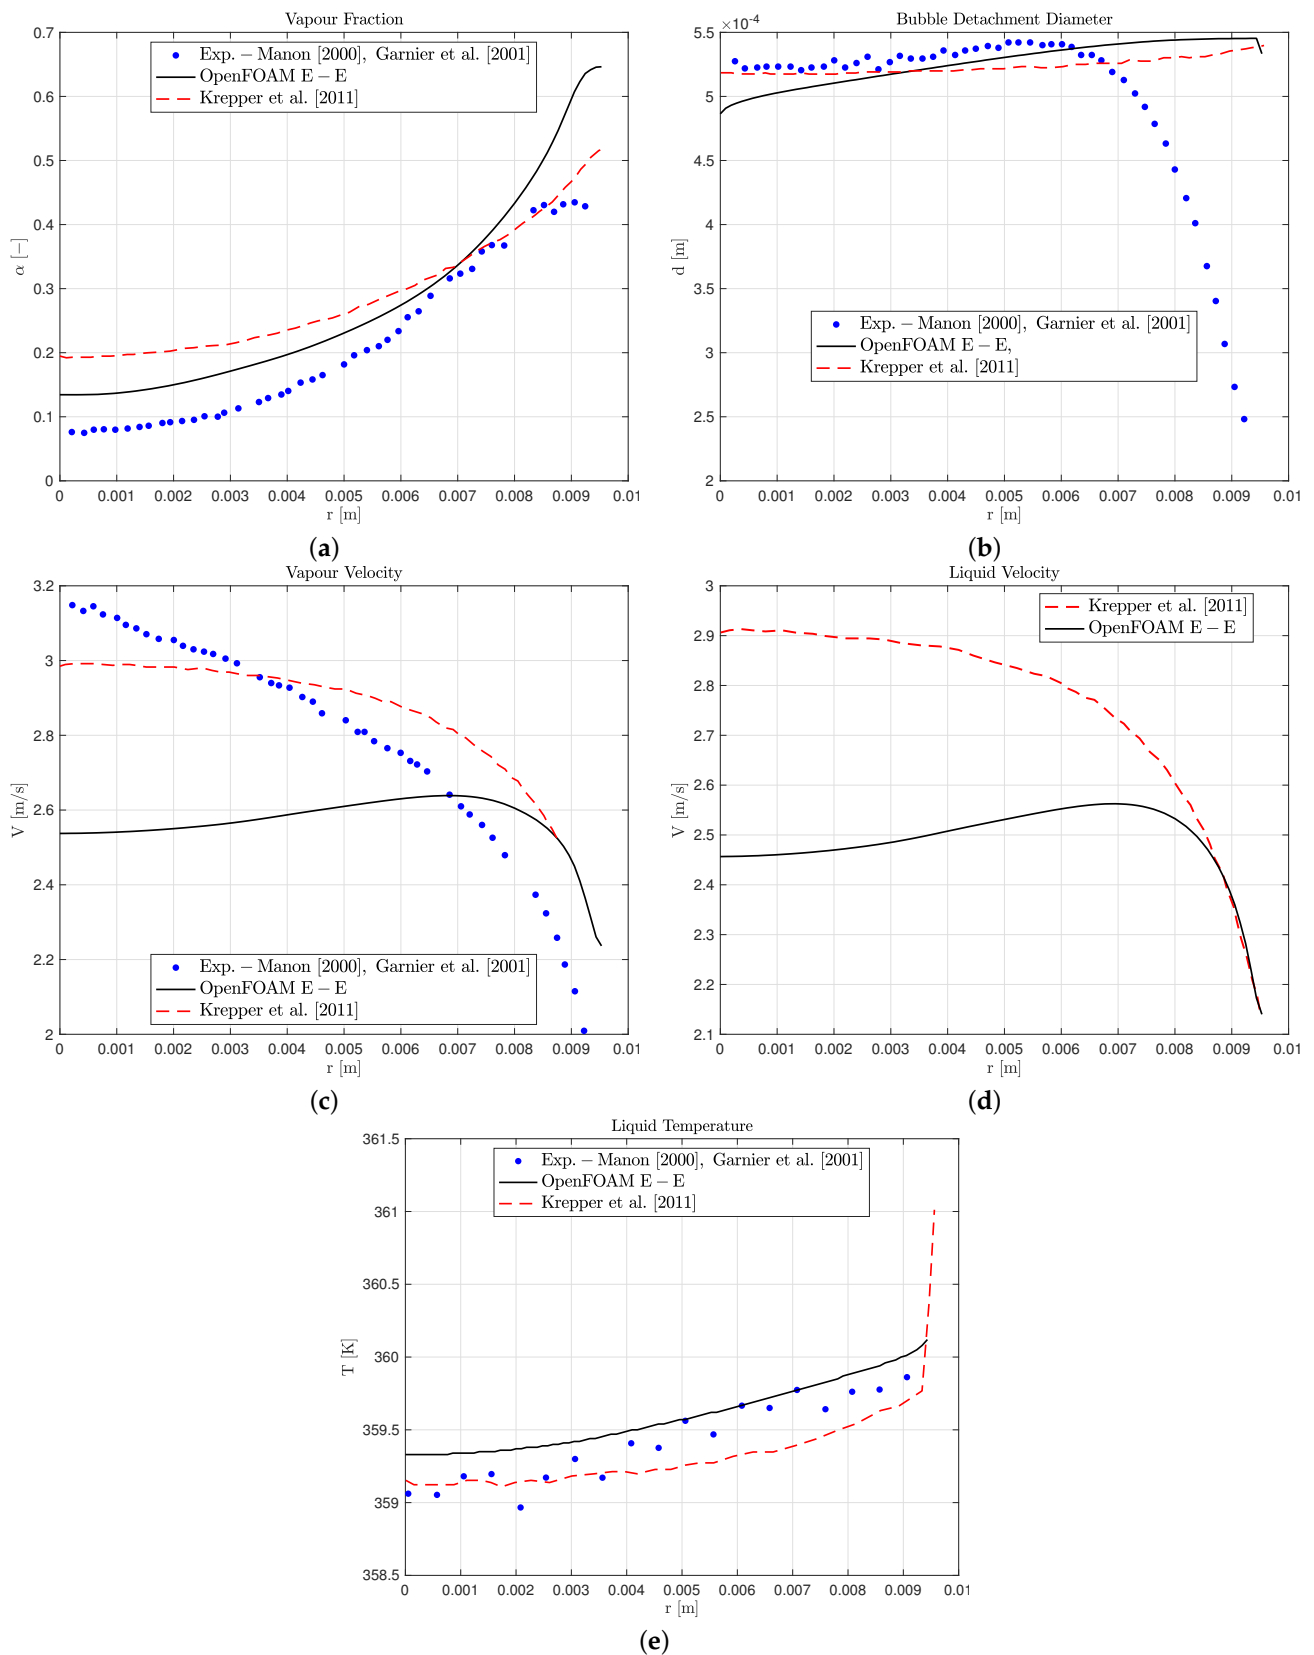 Vapour Fraction
0.7
0.6
0.5
0.4
0.3
0.2
0.1
0
α [−]
Exp. − Manon [2000], Garnier et al. [2001]
OpenFOAM E − E
Krepper et al. [2011]
0 0.001 0.002 0.003 0.004 0.005 0.006 0.007 0.008 0.009 0.01
r [m]
(a)
Bubble Detachment Diameter
×10⁻⁴
5.5
5
4.5
4
3.5
3
2.5
2
d [m]
Exp. − Manon [2000], Garnier et al. [2001]
OpenFOAM E − E,
Krepper et al. [2011]
0 0.001 0.002 0.003 0.004 0.005 0.006 0.007 0.008 0.009 0.01
r [m]
(b)
Vapour Velocity
3.2
3
2.8
2.6
2.4
2.2
2
V [m/s]
Exp. − Manon [2000], Garnier et al. [2001]
OpenFOAM E − E
Krepper et al. [2011]
0 0.001 0.002 0.003 0.004 0.005 0.006 0.007 0.008 0.009 0.01
r [m]
(c)
Liquid Velocity
3
2.9
2.8
2.7
2.6
2.5
2.4
2.3
2.2
2.1
V [m/s]
Krepper et al. [2011]
OpenFOAM E − E
0 0.001 0.002 0.003 0.004 0.005 0.006 0.007 0.008 0.009 0.01
r [m]
(d)
Liquid Temperature
361.5
361
360.5
360
359.5
359
358.5
T [K]
Exp. − Manon [2000], Garnier et al. [2001]
OpenFOAM E − E
Krepper et al. [2011]
0 0.001 0.002 0.003 0.004 0.005 0.006 0.007 0.008 0.009 0.01
r [m]
(e)